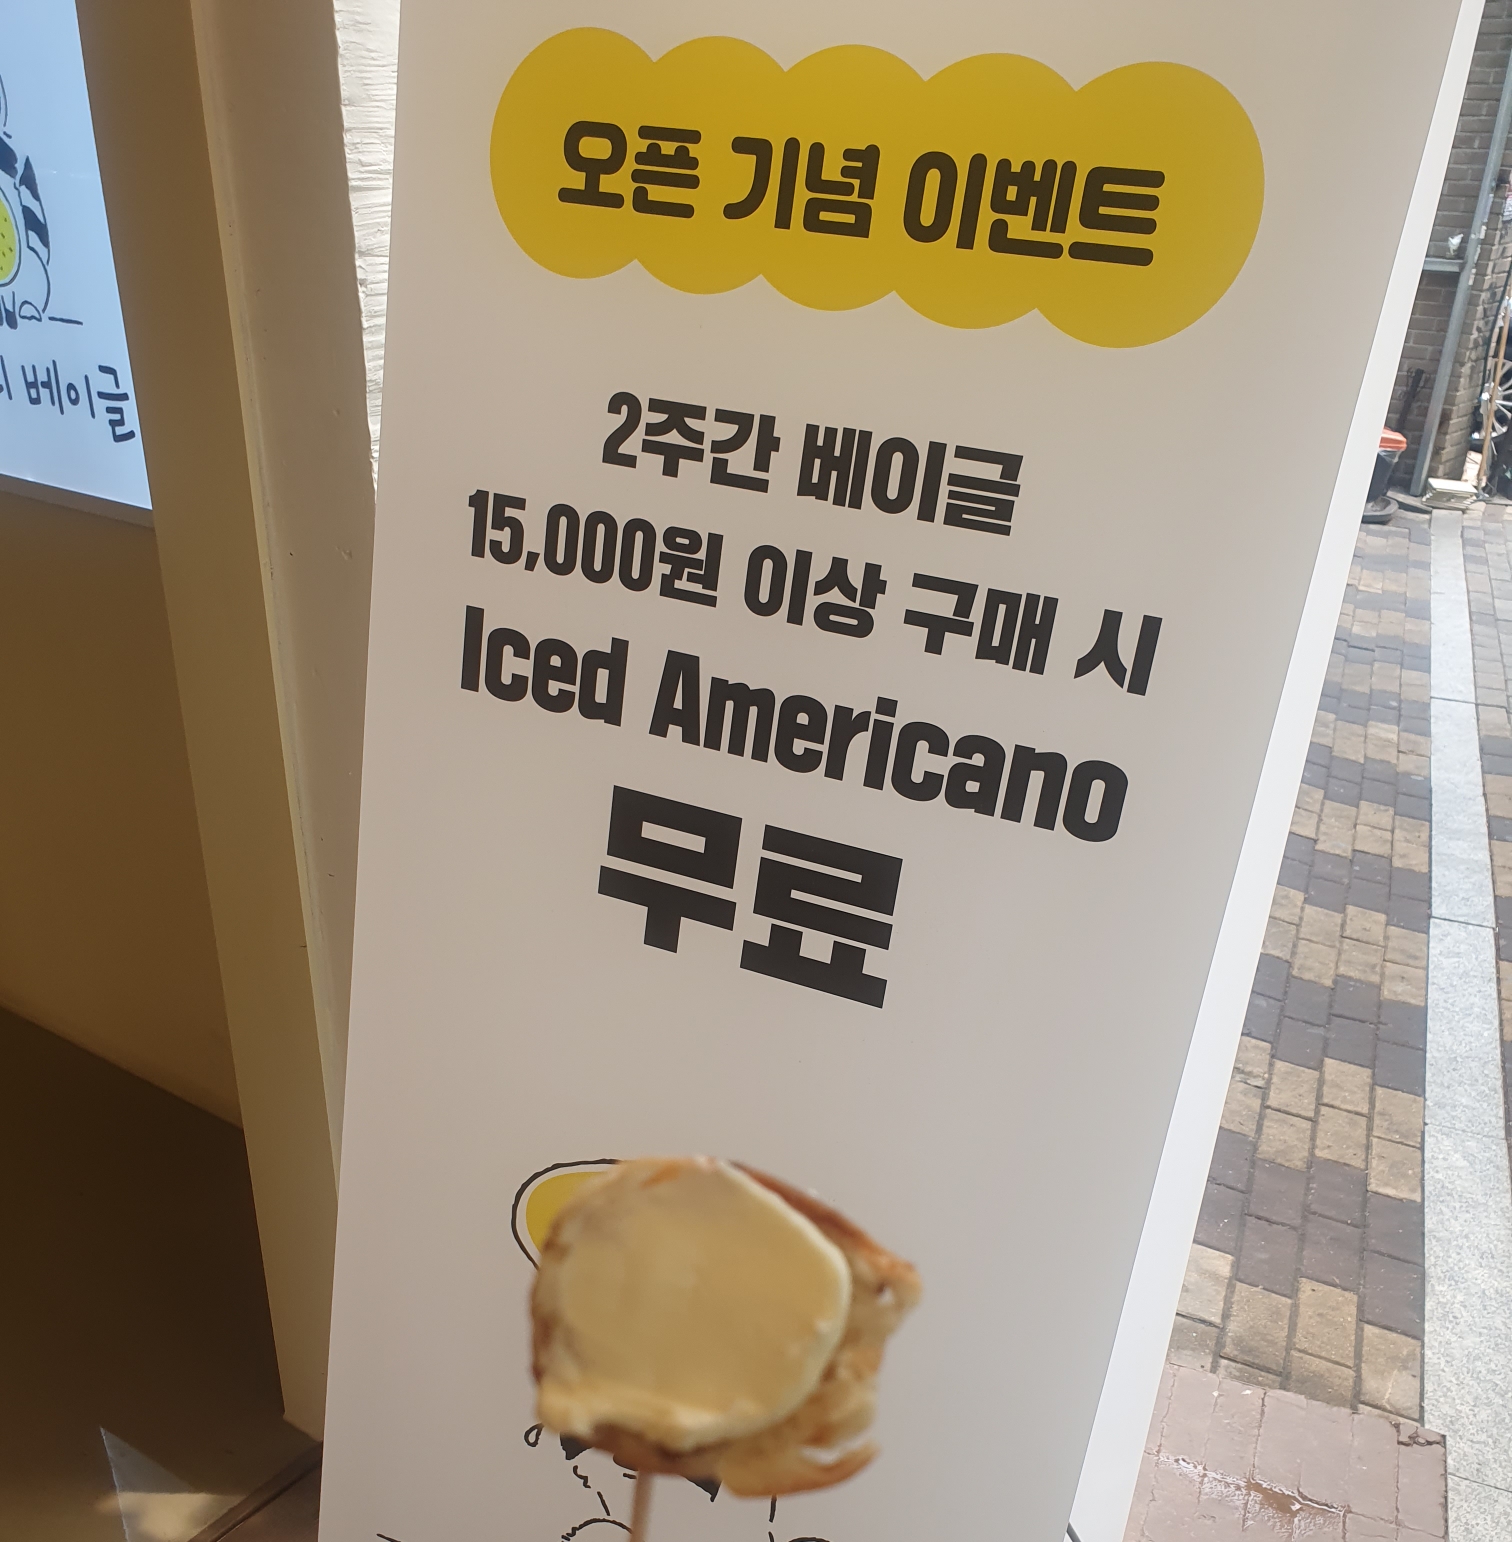 오픈 기념 이벤트
2주간 베이글
15,000원 이상 구매 시
Iced Americano
무료
베이글